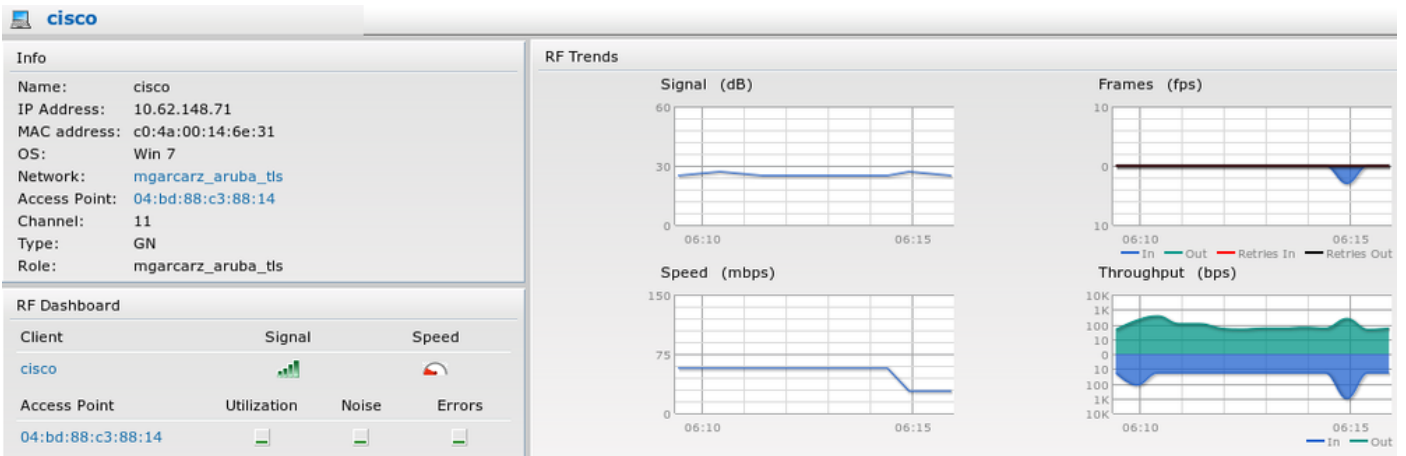 cisco
Info
Name: cisco
IP Address: 10.62.148.71
MAC address: c0:4a:00:14:6e:31
OS: Win 7
Network: mgarcarz_aruba_tls
Access Point: 04:bd:88:c3:88:14
Channel: 11
Type: GN
Role: mgarcarz_aruba_tls
RF Dashboard
Client Signal Speed
cisco
Access Point Utilization Noise Errors
04:bd:88:c3:88:14
RF Trends
Signal (dB)
60
30
0
06:10 06:15
Frames (fps)
10
0
10
06:10 06:15
In Out Retries In Retries Out
Speed (mbps)
150
75
0
06:10 06:15
Throughput (bps)
10K
1K
100
10
0
10
100
1K
10K
06:10 06:15
In Out